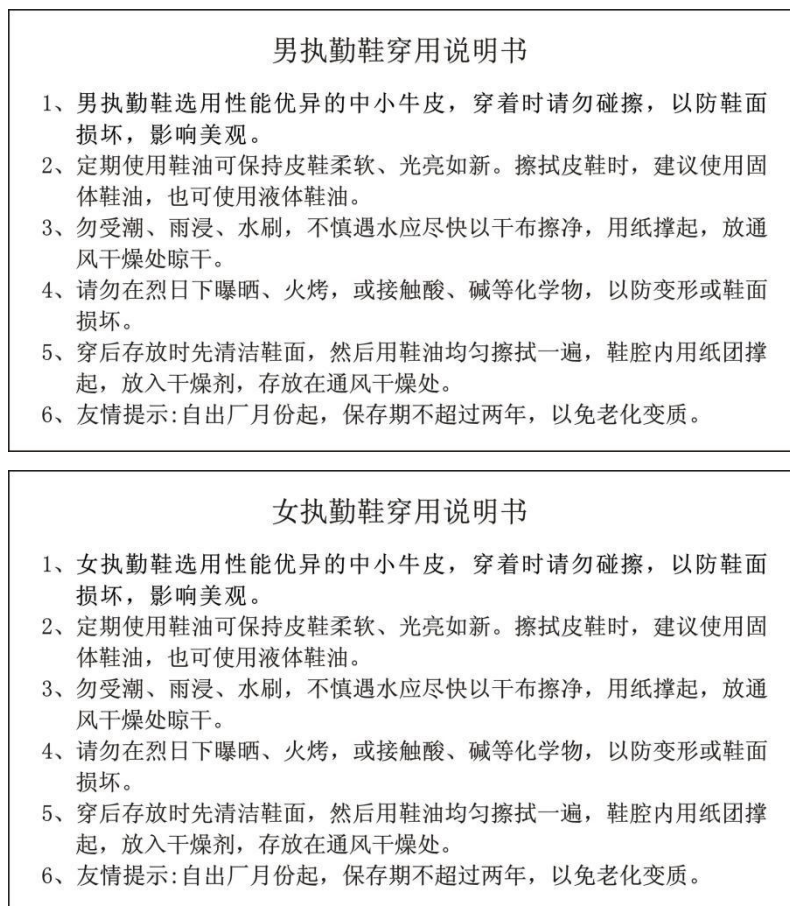 男执勤鞋穿用说明书
1、男执勤鞋选用性能优异的中小牛皮，穿着时请勿碰擦，以防鞋面
损坏，影响美观。
2、定期使用鞋油可保持皮鞋柔软、光亮如新。擦拭皮鞋时，建议使用固
体鞋油，也可使用液体鞋油。
3、勿受潮、雨浸、水刷，不慎遇水应尽快以干布擦净，用纸撑起，放通
风干燥处晾干。
4、请勿在烈日下曝晒、火烤，或接触酸、碱等化学物，以防变形或鞋面
损坏。
5、穿后存放时先清洁鞋面，然后用鞋油均匀擦拭一遍，鞋腔内用纸团撑
起，放入干燥剂，存放在通风干燥处。
6、友情提示:自出厂月份起，保存期不超过两年，以免老化变质。
女执勤鞋穿用说明书
1、女执勤鞋选用性能优异的中小牛皮，穿着时请勿碰擦，以防鞋面
损坏，影响美观。
2、定期使用鞋油可保持皮鞋柔软、光亮如新。擦拭皮鞋时，建议使用固
体鞋油，也可使用液体鞋油。
3、勿受潮、雨浸、水刷，不慎遇水应尽快以干布擦净，用纸撑起，放通
风干燥处晾干。
4、请勿在烈日下曝晒、火烤，或接触酸、碱等化学物，以防变形或鞋面
损坏。
5、穿后存放时先清洁鞋面，然后用鞋油均匀擦拭一遍，鞋腔内用纸团撑
起，放入干燥剂，存放在通风干燥处。
6、友情提示:自出厂月份起，保存期不超过两年，以免老化变质。